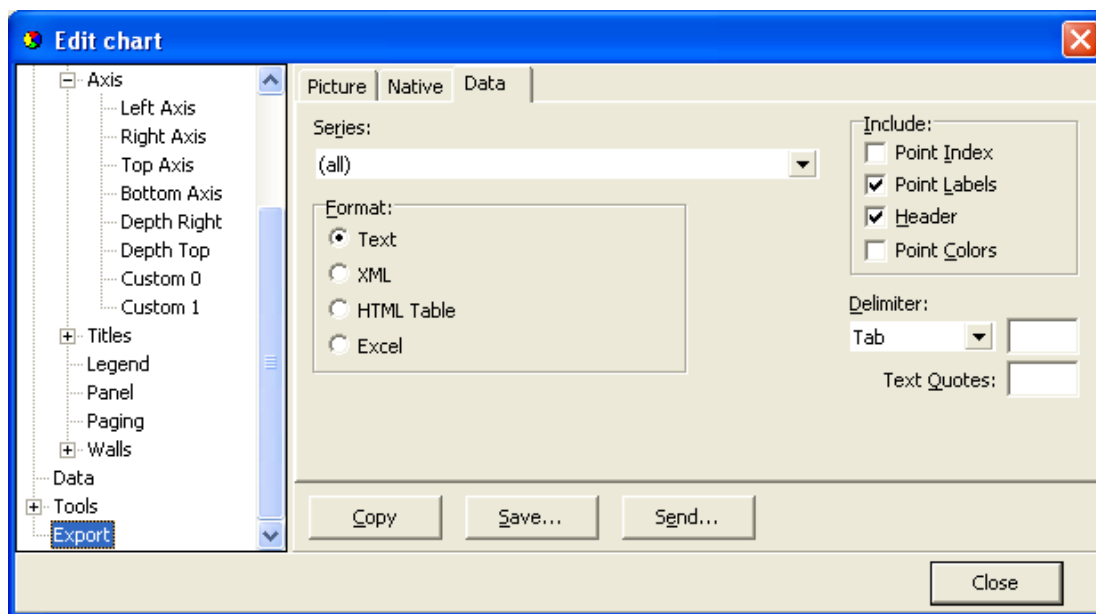 Edit chart
Axis
Left Axis
Right Axis
Top Axis
Bottom Axis
Depth Right
Depth Top
Custom 0
Custom 1
Titles
Legend
Panel
Paging
Walls
Data
Tools
Export
Picture Native Data
Series:
(all)
Format:
Text
XML
HTML Table
Excel
Include:
Point Index
Point Labels
Header
Point Colors
Delimiter:
Tab
Text Quotes:
Copy Save... Send...
Close